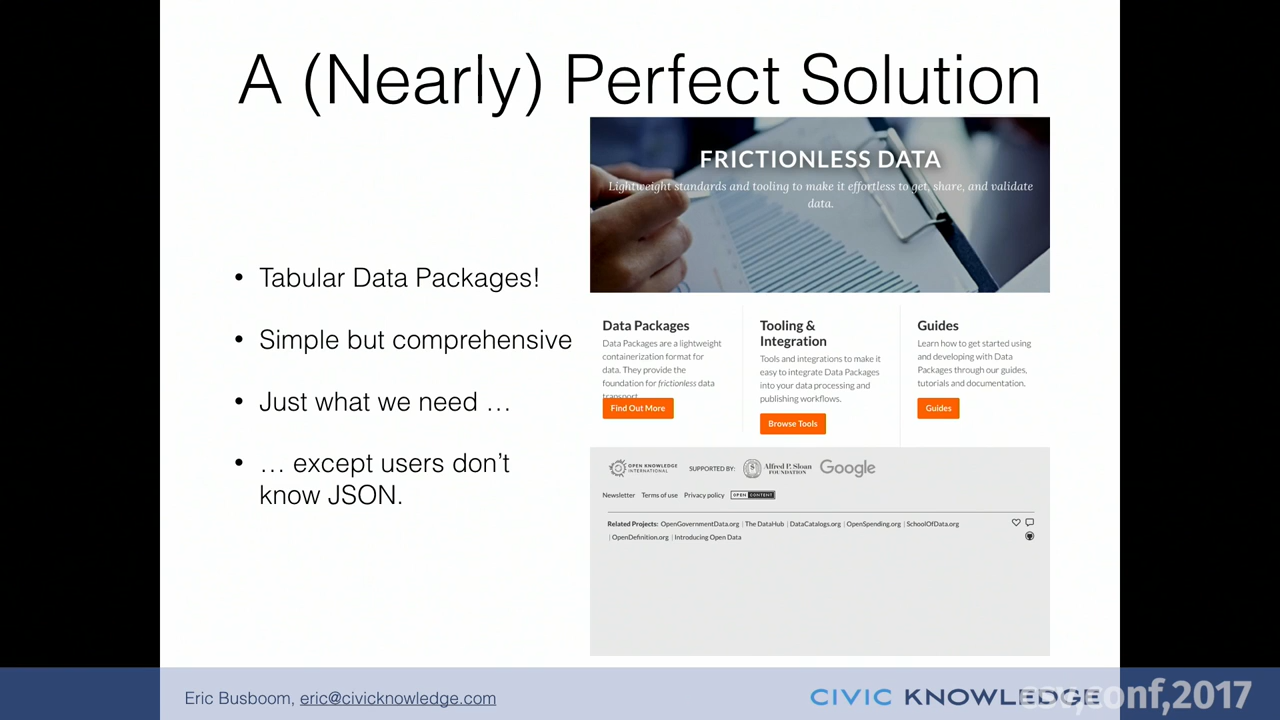 A (Nearly) Perfect Solution
• Tabular Data Packages!
• Simple but comprehensive
• Just what we need …
• … except users don’t
know JSON.
FRICTIONLESS DATA
Lightweight standards and tooling to make it effortless to get, share, and validate
data.
Data Packages
Data Packages are a lightweight
containerization format for
data. They provide the
foundation for frictionless data
transport.
Find Out More
Tooling &
Integration
Tools and integrations to make it
easy to integrate Data Packages
into your data processing and
publishing workflows.
Browse Tools
Guides
Learn how to get started using
and developing with Data
Packages through our guides,
tutorials and documentation.
Guides
OPEN KNOWLEDGE
INTERNATIONAL
SUPPORTED BY:
Alfred P. Sloan
FOUNDATION
Google
Newsletter Terms of use Privacy policy OPEN CONTENT
Related Projects: OpenGovernmentData.org | The DataHub | DataCatalogs.org | OpenSpending.org | SchoolOfData.org
| OpenDefinition.org | Introducing Open Data
Eric Busboom, eric@civicknowledge.com
CIVIC KNOWLEDGE
csv,conf,2017